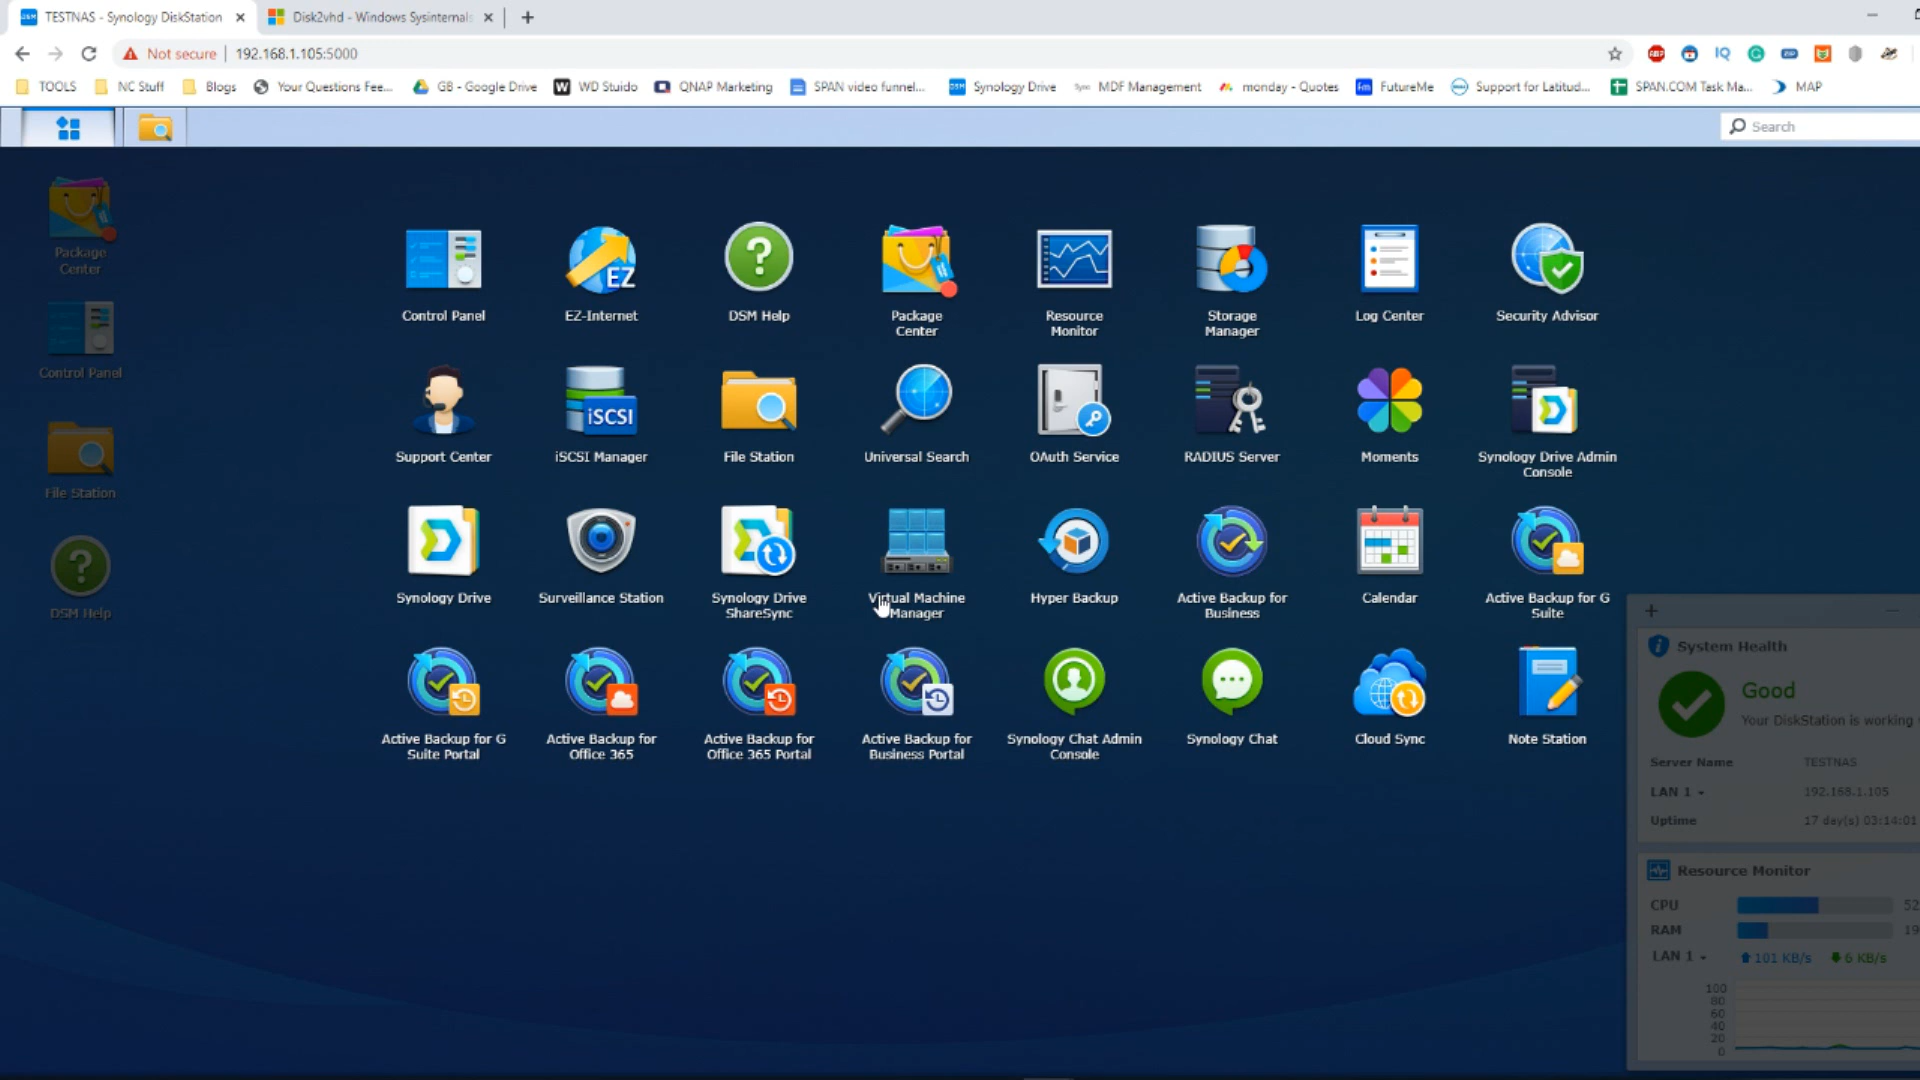 TESTNAS - Synology DiskStation
Disk2vhd - Windows Sysinternals
Not secure | 192.168.1.105:5000
TOOLS
NC Stuff
Blogs
Your Questions Fee...
GB - Google Drive
WD Stuido
QNAP Marketing
SPAN video funnel...
Synology Drive
MDF Management
monday - Quotes
FutureMe
Support for Latitud...
SPAN.COM Task Ma...
MAP
Search
Package
Center
Control Panel
File Station
DSM Help
Control Panel
EZ
EZ-Internet
DSM Help
Package
Center
Resource
Monitor
Storage
Manager
Log Center
Security Advisor
Support Center
iSCSI
iSCSI Manager
File Station
Universal Search
OAuth Service
RADIUS Server
Moments
Synology Drive Admin
Console
Synology Drive
Surveillance Station
Synology Drive
ShareSync
Virtual Machine
Manager
Hyper Backup
Active Backup for
Business
Calendar
Active Backup for G
Suite
Active Backup for G
Suite Portal
Active Backup for
Office 365
Active Backup for
Office 365 Portal
Active Backup for
Business Portal
Synology Chat Admin
Console
Synology Chat
Cloud Sync
Note Station
System Health
Good
Your DiskStation is working
Server Name TESTNAS
LAN 1 192.168.1.105
Uptime 17 day(s) 03:14:01
Resource Monitor
CPU 52
RAM 19
LAN 1 101 KB/s 6 KB/s
100
80
60
40
20
0